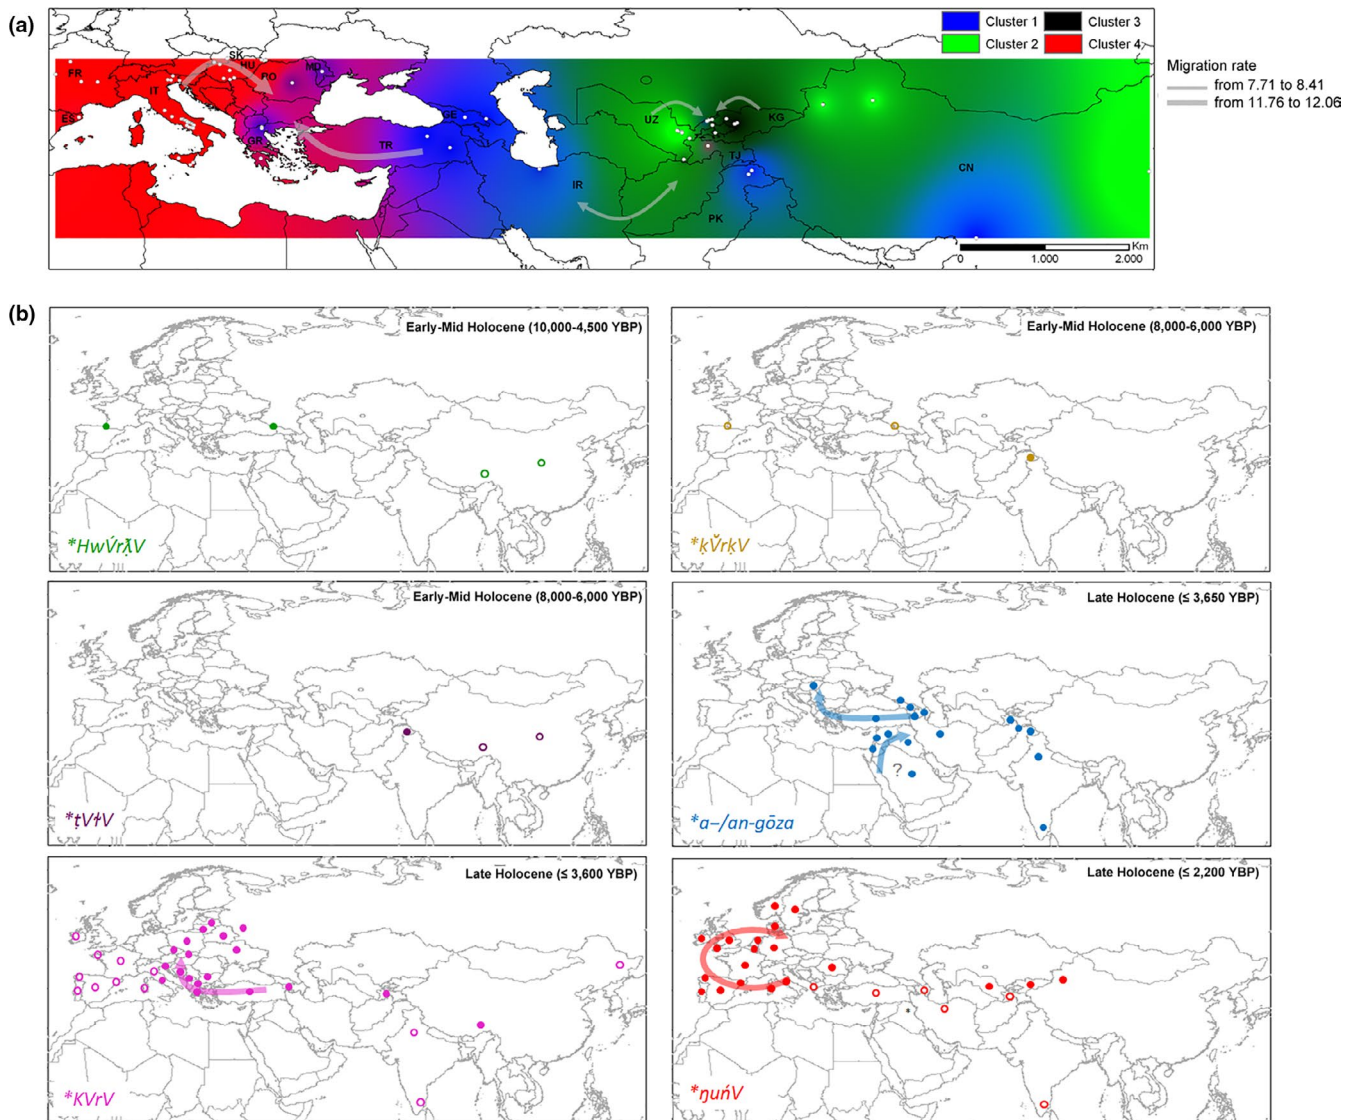 (a)
Cluster 1
Cluster 3
Cluster 2
Cluster 4
Migration rate
from 7.71 to 8.41
from 11.76 to 12.06
FR
SK
HU
RO
MD
IT
ES
GR
TR
GE
UZ
KG
TJ
IR
PK
CN
Km
0
1.000
2.000
(b)
Early-Mid Holocene (10,000-4,500 YBP)
Early-Mid Holocene (8,000-6,000 YBP)
*ḳV̌rḳV
Early-Mid Holocene (8,000-6,000 YBP)
Late Holocene (≤ 3,650 YBP)
?
*a–/an-gōza
Late Holocene (≤ 3,600 YBP)
Late Holocene (≤ 2,200 YBP)
*
*KVrV
*ŋuńV